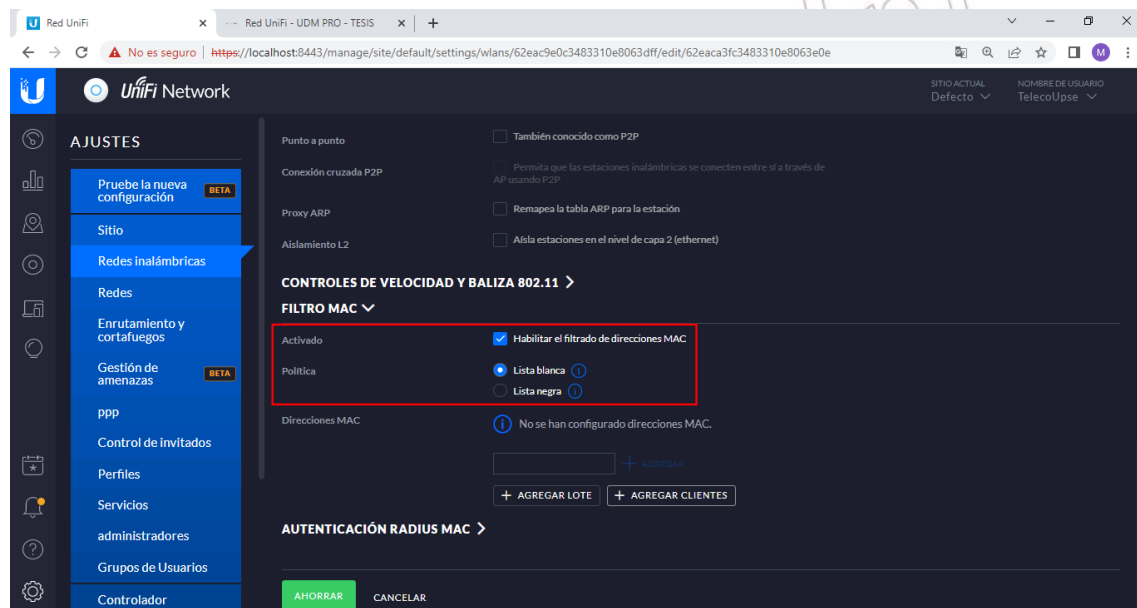 Red UniFi
Red UniFi - UDM PRO - TESIS
No es seguro | https://localhost:8443/manage/site/default/settings/wlans/62eac9e0c3483310e8063dff/edit/62eaca3fc3483310e8063e0e
M
UniFi Network
SITIO ACTUAL
Defecto
NOMBRE DE USUARIO
TelecoUpse
AJUSTES
Pruebe la nueva
configuración
BETA
Sitio
Redes inalámbricas
Redes
Enrutamiento y
cortafuegos
Gestión de
amenazas
BETA
ppp
Control de invitados
Perfiles
Servicios
administradores
Grupos de Usuarios
Controlador
Punto a punto
También conocido como P2P
Conexión cruzada P2P
Permita que las estaciones inalámbricas se conecten entre sí a través de
AP usando P2P
Proxy ARP
Remapea la tabla ARP para la estación
Aislamiento L2
Aísla estaciones en el nivel de capa 2 (ethernet)
CONTROLES DE VELOCIDAD Y BALIZA 802.11
FILTRO MAC
Activado
Habilitar el filtrado de direcciones MAC
Política
Lista blanca
Lista negra
Direcciones MAC
No se han configurado direcciones MAC.
+ AGREGAR
+ AGREGAR LOTE
+ AGREGAR CLIENTES
AUTENTICACIÓN RADIUS MAC
AHORRAR
CANCELAR